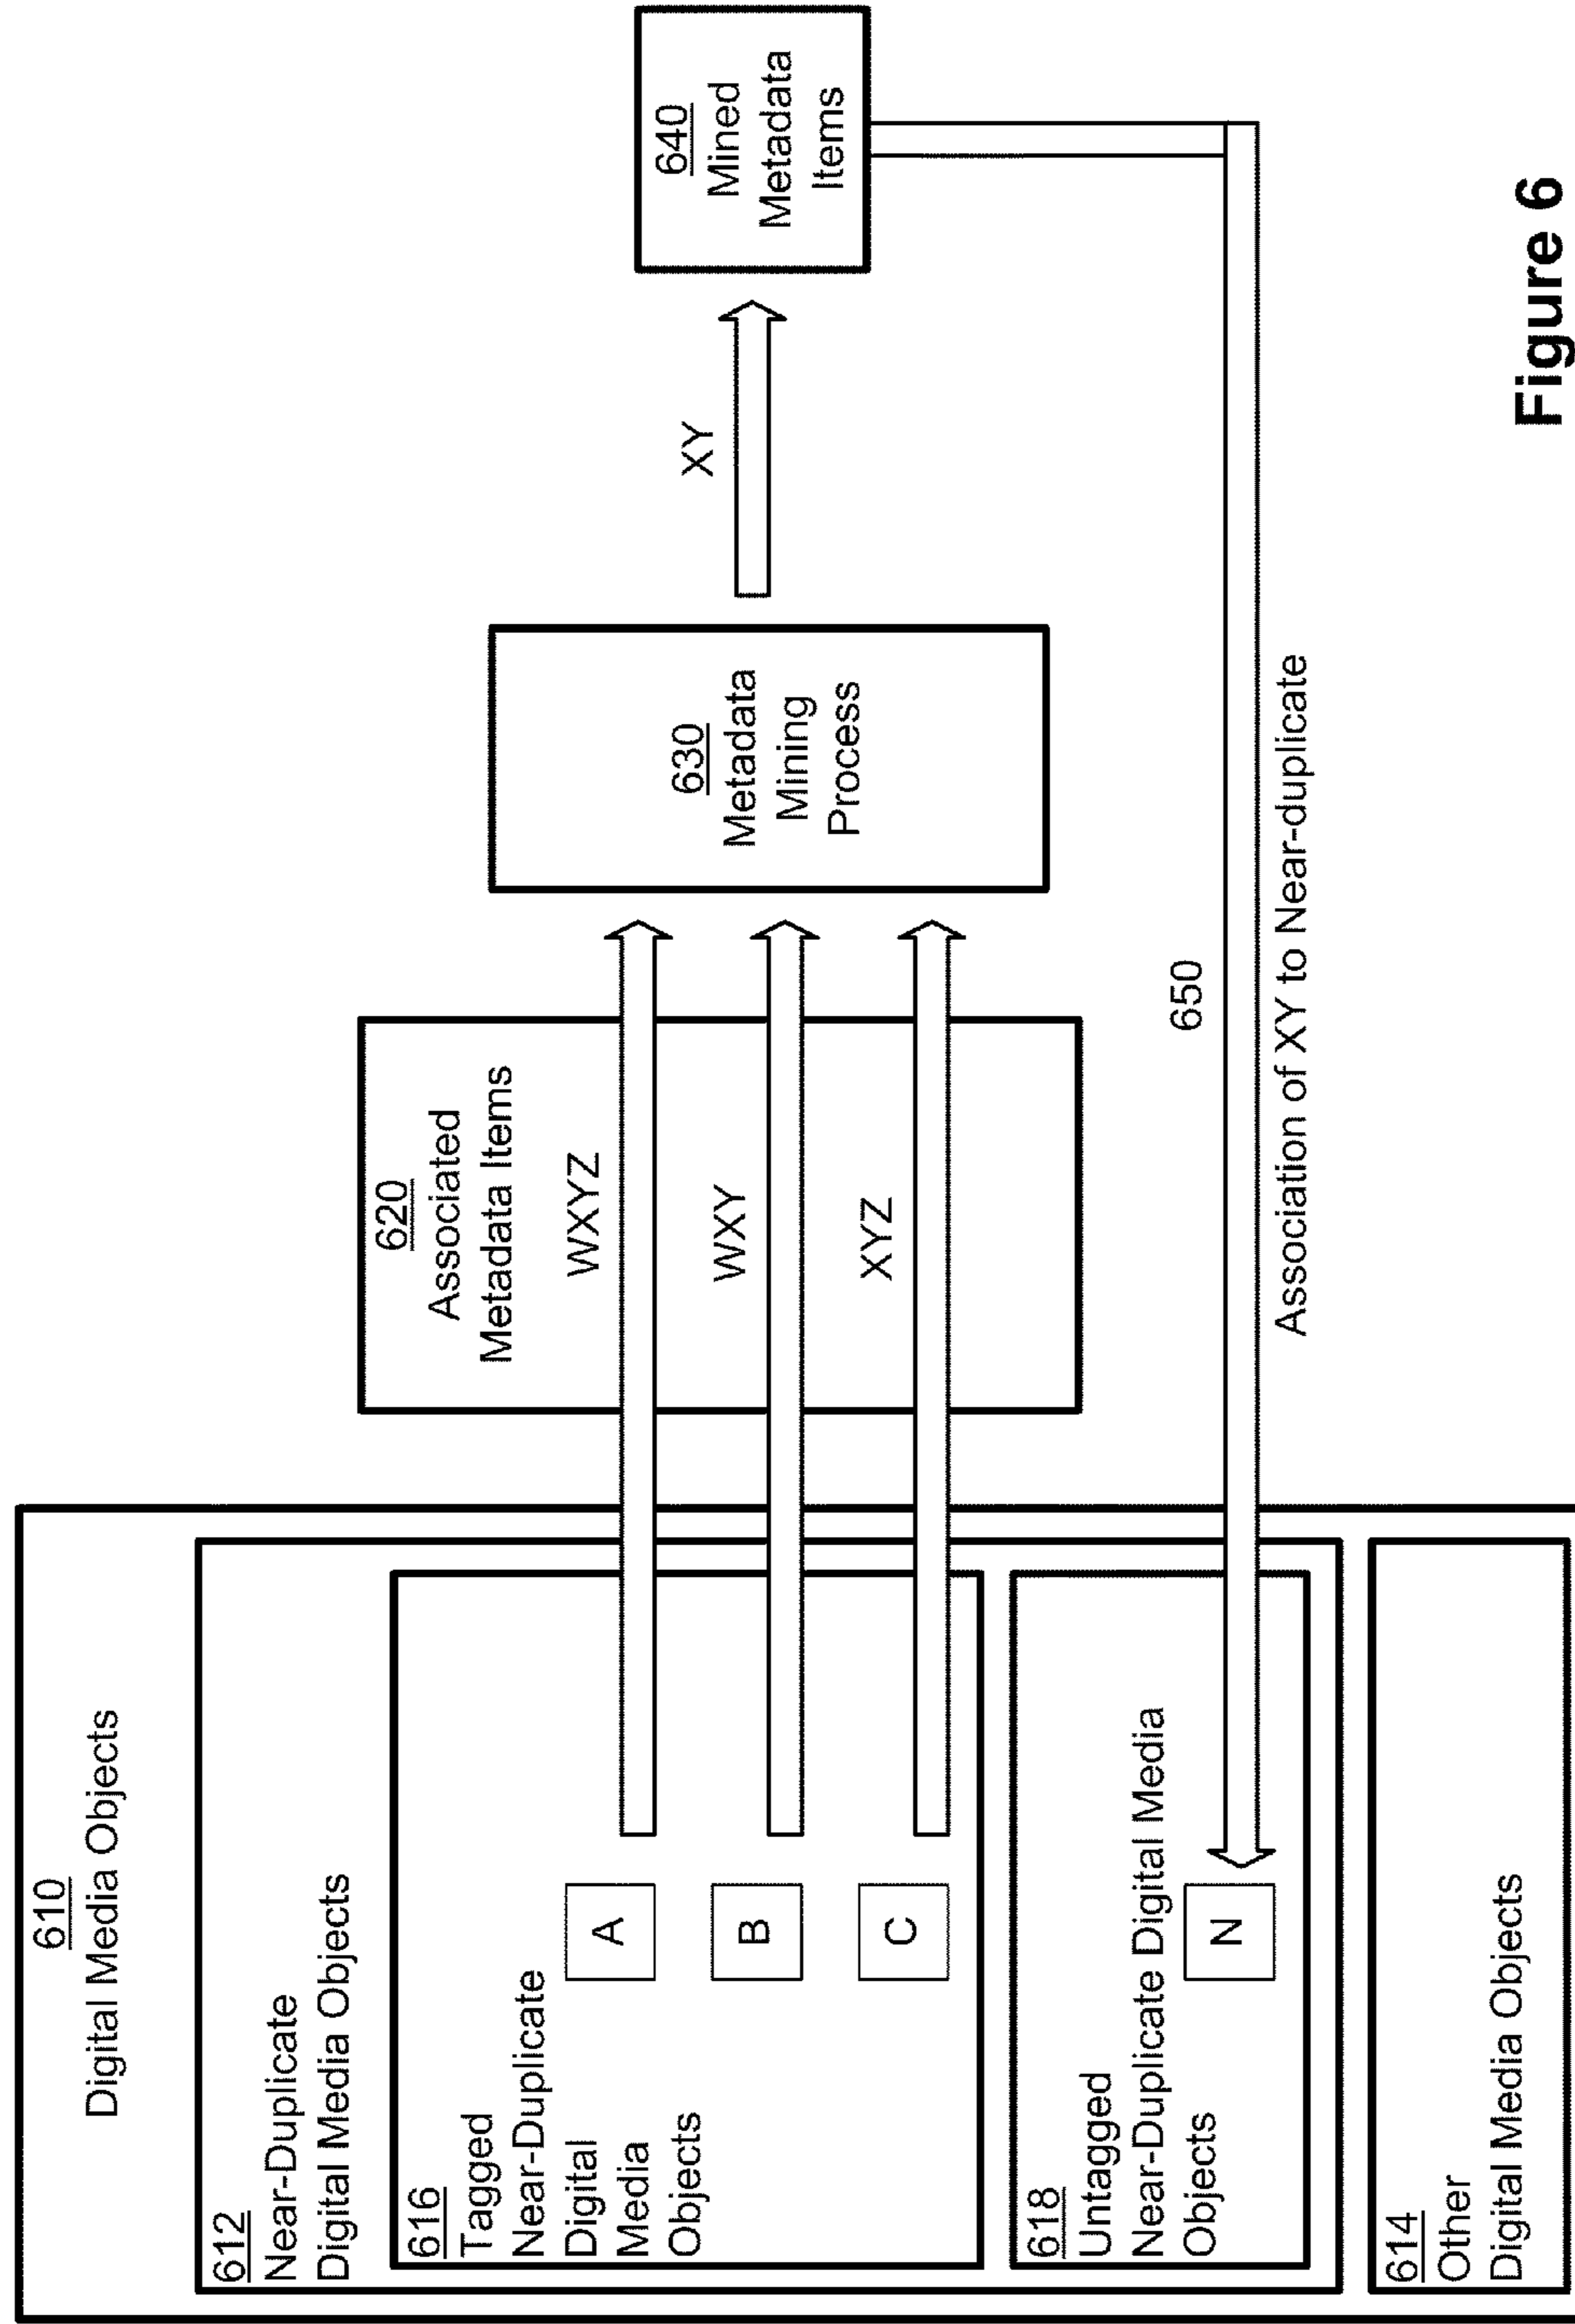 610
Digital Media Objects
612
Near-Duplicate
Digital Media Objects
616
Tagged
Near-Duplicate
Digital
Media
Objects
A
B
C
618
Untagged
Near-Duplicate Digital Media
Objects
N
614
Other
Digital Media Objects
620
Associated
Metadata Items
WXYZ
WXY
XYZ
630
Metadata
Mining
Process
XY
640
Mined
Metadata
Items
650
Association of XY to Near-duplicate
Figure 6